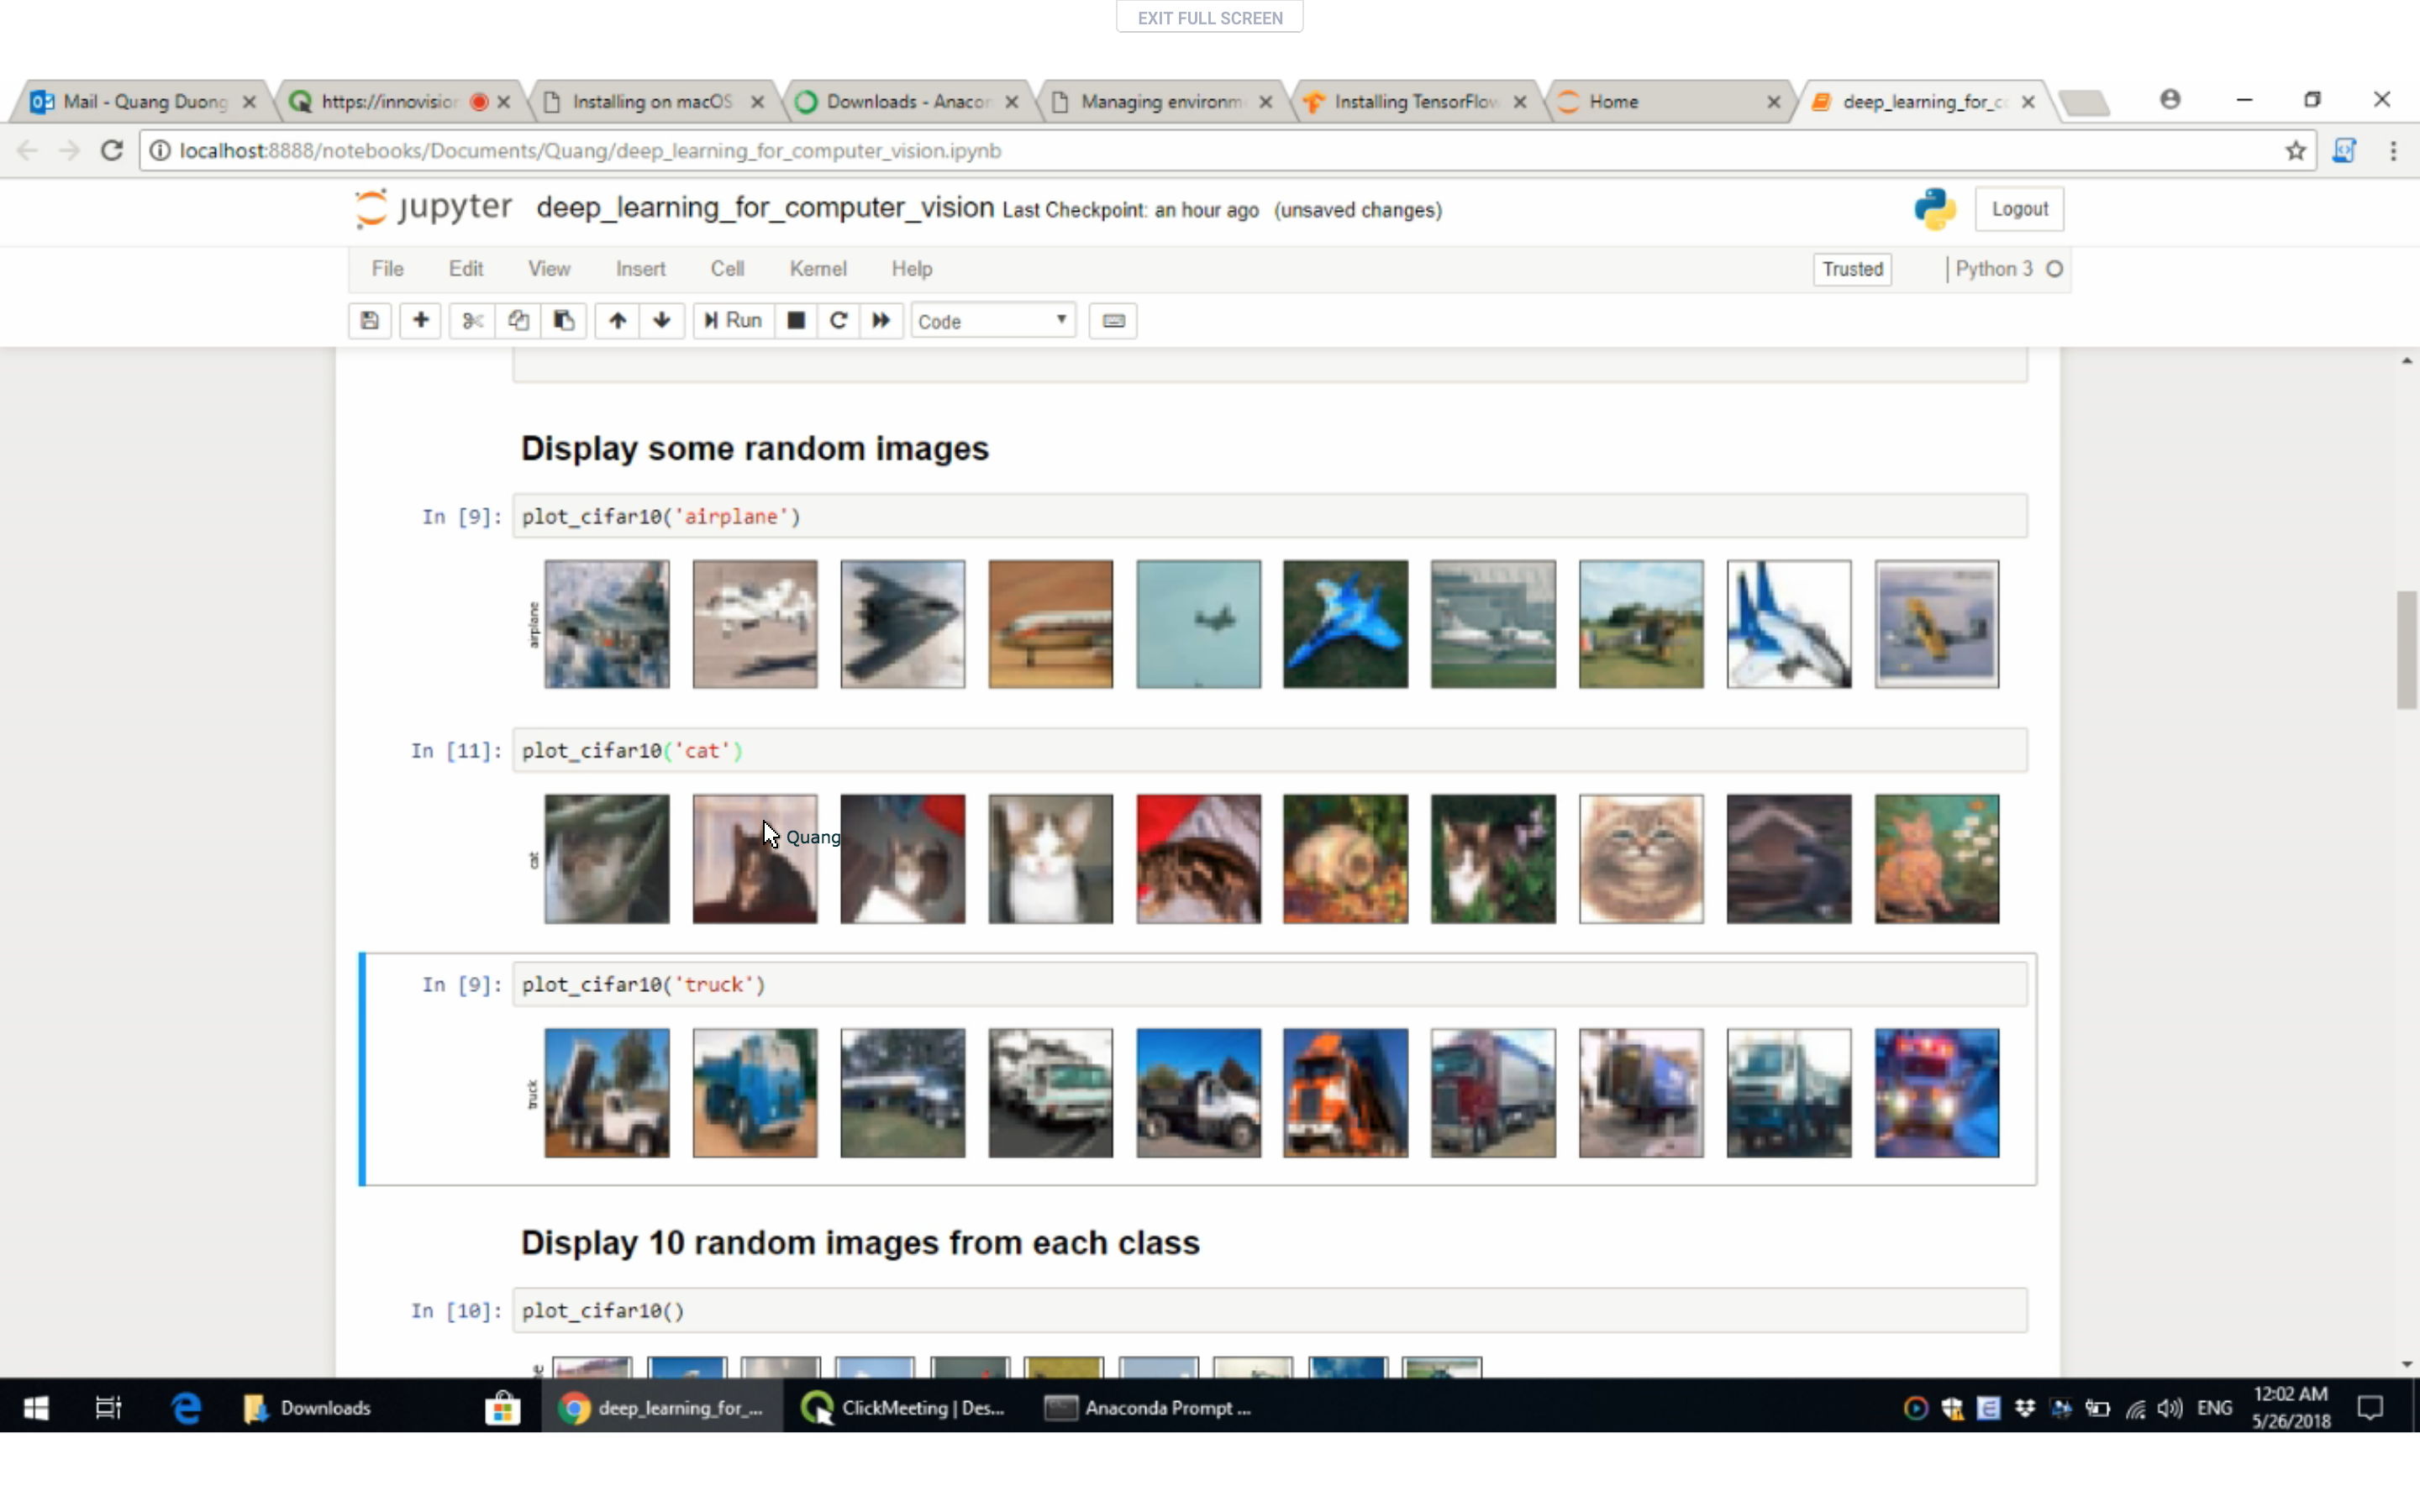 EXIT FULL SCREEN
Mail - Quang Duong
https://innovision
Installing on macOS
Downloads - Anacon
Managing environm
Installing TensorFlow
Home
deep_learning_for_co
localhost:8888/notebooks/Documents/Quang/deep_learning_for_computer_vision.ipynb
jupyter deep_learning_for_computer_vision Last Checkpoint: an hour ago (unsaved changes)
Logout
File Edit View Insert Cell Kernel Help
Trusted
Python 3
Run
Code
Display some random images
In [9]: plot_cifar10('airplane')
airplane
In [11]: plot_cifar10('cat')
cat
Quang
In [9]: plot_cifar10('truck')
truck
Display 10 random images from each class
In [10]: plot_cifar10()
Downloads
deep_learning_for_...
ClickMeeting | Des...
Anaconda Prompt ...
ENG
12:02 AM
5/26/2018